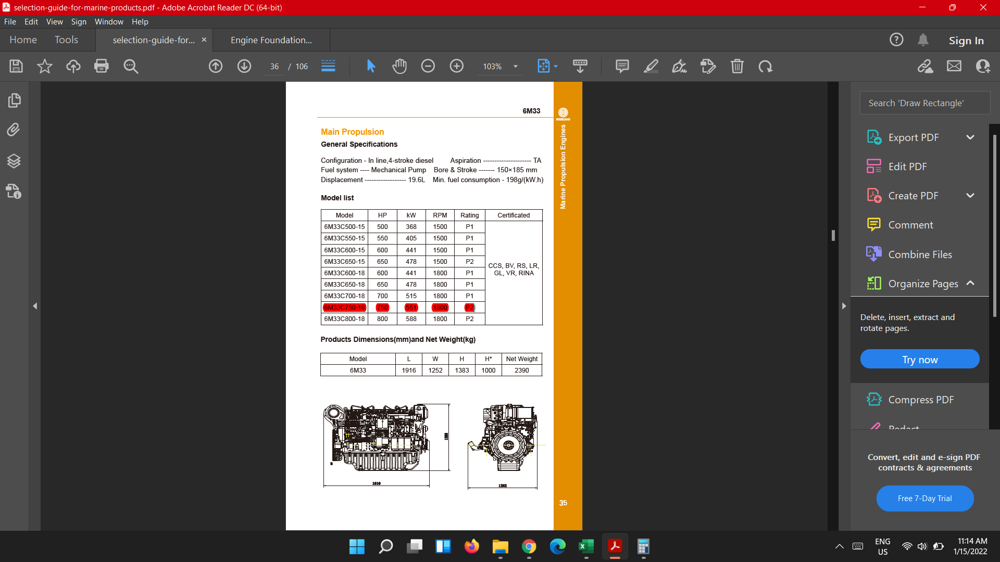 selection-guide-for-marine-products.pdf - Adobe Acrobat Reader DC (64-bit)
File Edit View Sign Window Help
Home Tools selection-guide-for... × Engine Foundation... Sign In
36 / 106 103%
Search 'Draw Rectangle'
Export PDF
Edit PDF
Create PDF
Comment
Combine Files
Organize Pages
Delete, insert, extract and
rotate pages.
Try now
Compress PDF
Redact
Convert, edit and e-sign PDF
contracts & agreements
Free 7-Day Trial
6M33
WEICHAI
Marine Propulsion Engines
Main Propulsion
General Specifications
Configuration - In line,4-stroke diesel Aspiration --------------------- TA
Fuel system ---- Mechanical Pump Bore & Stroke ------- 150×185 mm
Displacement ------------------ 19.6L Min. fuel consumption - 198g/(kW.h)
Model list
Model HP kW RPM Rating Certificated
6M33C500-15 500 368 1500 P1
6M33C550-15 550 405 1500 P1
6M33C600-15 600 441 1500 P1
6M33C650-15 650 478 1500 P2
CCS, BV, RS, LR,
GL, VR, RINA
6M33C600-18 600 441 1800 P1
6M33C650-18 650 478 1800 P1
6M33C700-18 700 515 1800 P1
6M33C750-18 750 551 1800 P2
6M33C800-18 800 588 1800 P2
Products Dimensions(mm)and Net Weight(kg)
Model L W H H* Net Weight
6M33 1916 1252 1383 1000 2390
1916
35
ENG
US
11:14 AM
1/15/2022